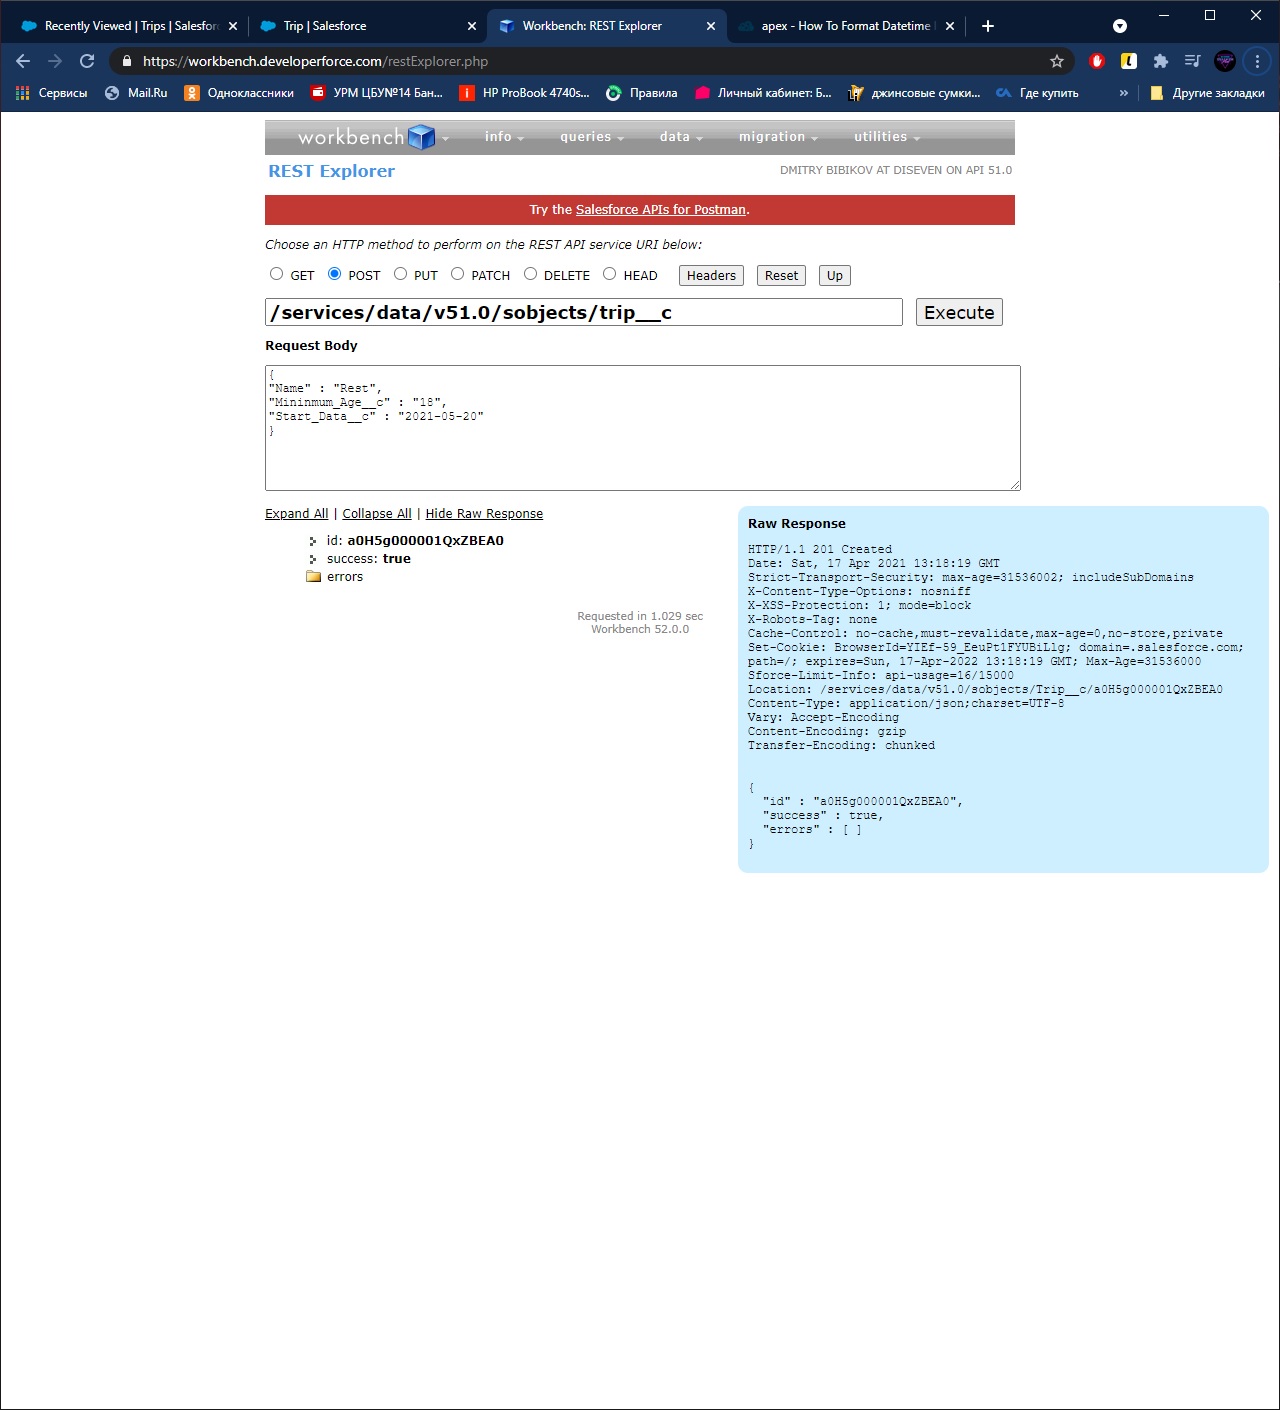 Recently Viewed | Trips | Salesfor
Trip | Salesforce
Workbench: REST Explorer
apex - How To Format Datetime
https://workbench.developerforce.com/restExplorer.php
Сервисы
Mail.Ru
Одноклассники
УРМ ЦБУ№14 Бан...
HP ProBook 4740s...
Правила
Личный кабинет: Б...
джинсовые сумки...
Где купить
»
Другие закладки
workbench
info
queries
data
migration
utilities
REST Explorer
DMITRY BIBIKOV AT DISEVEN ON API 51.0
Try the Salesforce APIs for Postman.
Choose an HTTP method to perform on the REST API service URI below:
GET POST PUT PATCH DELETE HEAD Headers Reset Up
/services/data/v51.0/sobjects/trip__c
Execute
Request Body
{
"Name" : "Rest",
"Mininmum_Age__c" : "18",
"Start_Data__c" : "2021-05-20"
}
Expand All | Collapse All | Hide Raw Response
id: a0H5g000001QxZBEA0
success: true
errors
Requested in 1.029 sec
Workbench 52.0.0
Raw Response
HTTP/1.1 201 Created
Date: Sat, 17 Apr 2021 13:18:19 GMT
Strict-Transport-Security: max-age=31536002; includeSubDomains
X-Content-Type-Options: nosniff
X-XSS-Protection: 1; mode=block
X-Robots-Tag: none
Cache-Control: no-cache,must-revalidate,max-age=0,no-store,private
Set-Cookie: BrowserId=YIEf-59_EeuPt1FYUBiLlg; domain=.salesforce.com;
path=/; expires=Sun, 17-Apr-2022 13:18:19 GMT; Max-Age=31536000
Sforce-Limit-Info: api-usage=16/15000
Location: /services/data/v51.0/sobjects/Trip__c/a0H5g000001QxZBEA0
Content-Type: application/json;charset=UTF-8
Vary: Accept-Encoding
Content-Encoding: gzip
Transfer-Encoding: chunked
{
"id" : "a0H5g000001QxZBEA0",
"success" : true,
"errors" : [ ]
}